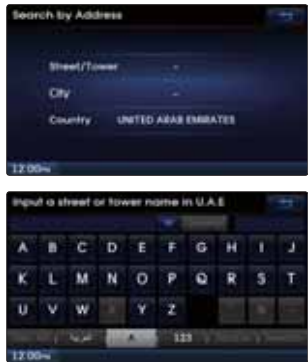 Search by Address
Street/Tower -
City -
Country UNITED ARAB EMIRATES
12:00
Input a street or tower name in U.A.E
A B C D E F G H I J
K L M N O P Q R S T
U V W Y Z
A 123
12:00